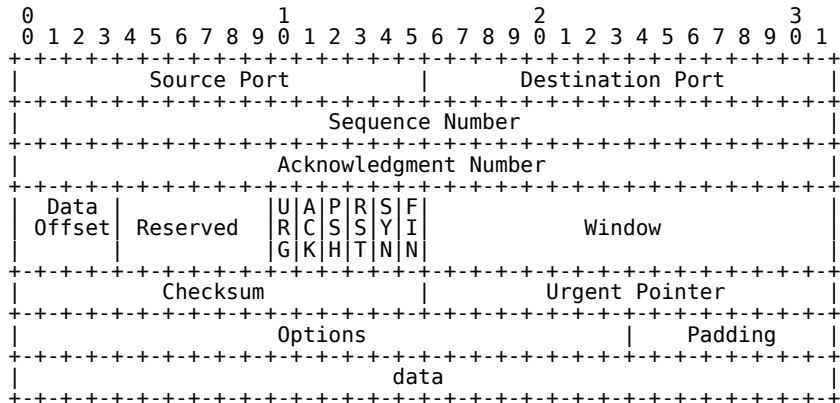 0                   1                   2                   3
 0 1 2 3 4 5 6 7 8 9 0 1 2 3 4 5 6 7 8 9 0 1 2 3 4 5 6 7 8 9 0 1
+-+-+-+-+-+-+-+-+-+-+-+-+-+-+-+-+-+-+-+-+-+-+-+-+-+-+-+-+-+-+-+-+
|          Source Port          |       Destination Port        |
+-+-+-+-+-+-+-+-+-+-+-+-+-+-+-+-+-+-+-+-+-+-+-+-+-+-+-+-+-+-+-+-+
|                        Sequence Number                        |
+-+-+-+-+-+-+-+-+-+-+-+-+-+-+-+-+-+-+-+-+-+-+-+-+-+-+-+-+-+-+-+-+
|                    Acknowledgment Number                      |
+-+-+-+-+-+-+-+-+-+-+-+-+-+-+-+-+-+-+-+-+-+-+-+-+-+-+-+-+-+-+-+-+
|  Data |           |U|A|P|R|S|F|                               |
| Offset| Reserved  |R|C|S|S|Y|I|            Window             |
|       |           |G|K|H|T|N|N|                               |
+-+-+-+-+-+-+-+-+-+-+-+-+-+-+-+-+-+-+-+-+-+-+-+-+-+-+-+-+-+-+-+-+
|           Checksum            |         Urgent Pointer        |
+-+-+-+-+-+-+-+-+-+-+-+-+-+-+-+-+-+-+-+-+-+-+-+-+-+-+-+-+-+-+-+-+
|                    Options                    |    Padding    |
+-+-+-+-+-+-+-+-+-+-+-+-+-+-+-+-+-+-+-+-+-+-+-+-+-+-+-+-+-+-+-+-+
|                             data                              |
+-+-+-+-+-+-+-+-+-+-+-+-+-+-+-+-+-+-+-+-+-+-+-+-+-+-+-+-+-+-+-+-+